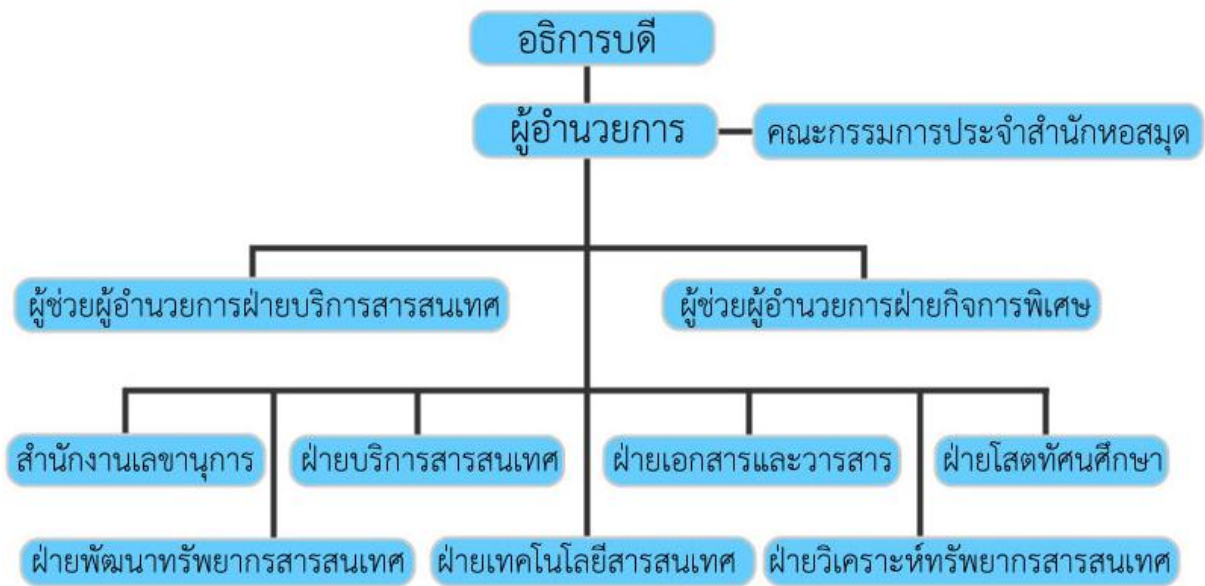 อธิการบดี
ผู้อำนวยการ
คณะกรรมการประจำสำนักหอสมุด
ผู้ช่วยผู้อำนวยการฝ่ายบริการสารสนเทศ
ผู้ช่วยผู้อำนวยการฝ่ายกิจการพิเศษ
สำนักงานเลขานุการ
ฝ่ายบริการสารสนเทศ
ฝ่ายเอกสารและวารสาร
ฝ่ายโสตทัศนศึกษา
ฝ่ายพัฒนาทรัพยากรสารสนเทศ
ฝ่ายเทคโนโลยีสารสนเทศ
ฝ่ายวิเคราะห์ทรัพยากรสารสนเทศ